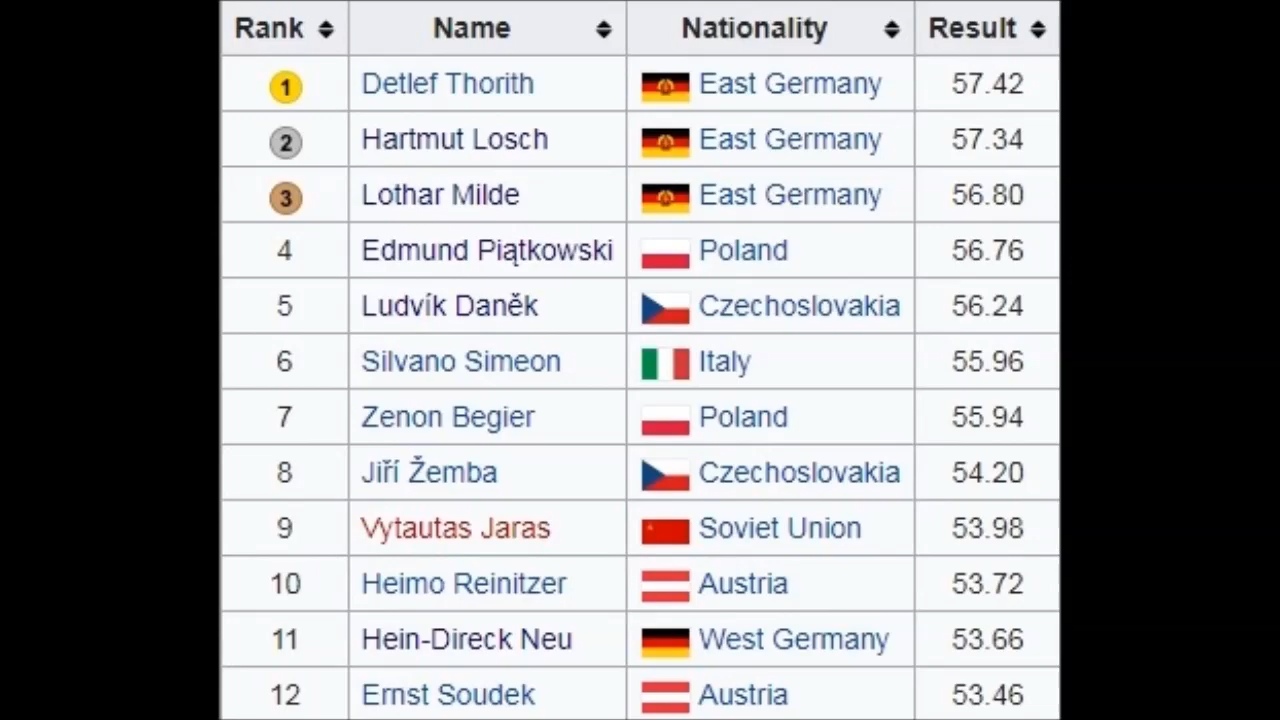 Rank Name Nationality Result
1 Detlef Thorith East Germany 57.42
2 Hartmut Losch East Germany 57.34
3 Lothar Milde East Germany 56.80
4 Edmund Piątkowski Poland 56.76
5 Ludvík Daněk Czechoslovakia 56.24
6 Silvano Simeon Italy 55.96
7 Zenon Begier Poland 55.94
8 Jiří Žemba Czechoslovakia 54.20
9 Vytautas Jaras Soviet Union 53.98
10 Heimo Reinitzer Austria 53.72
11 Hein-Direck Neu West Germany 53.66
12 Ernst Soudek Austria 53.46